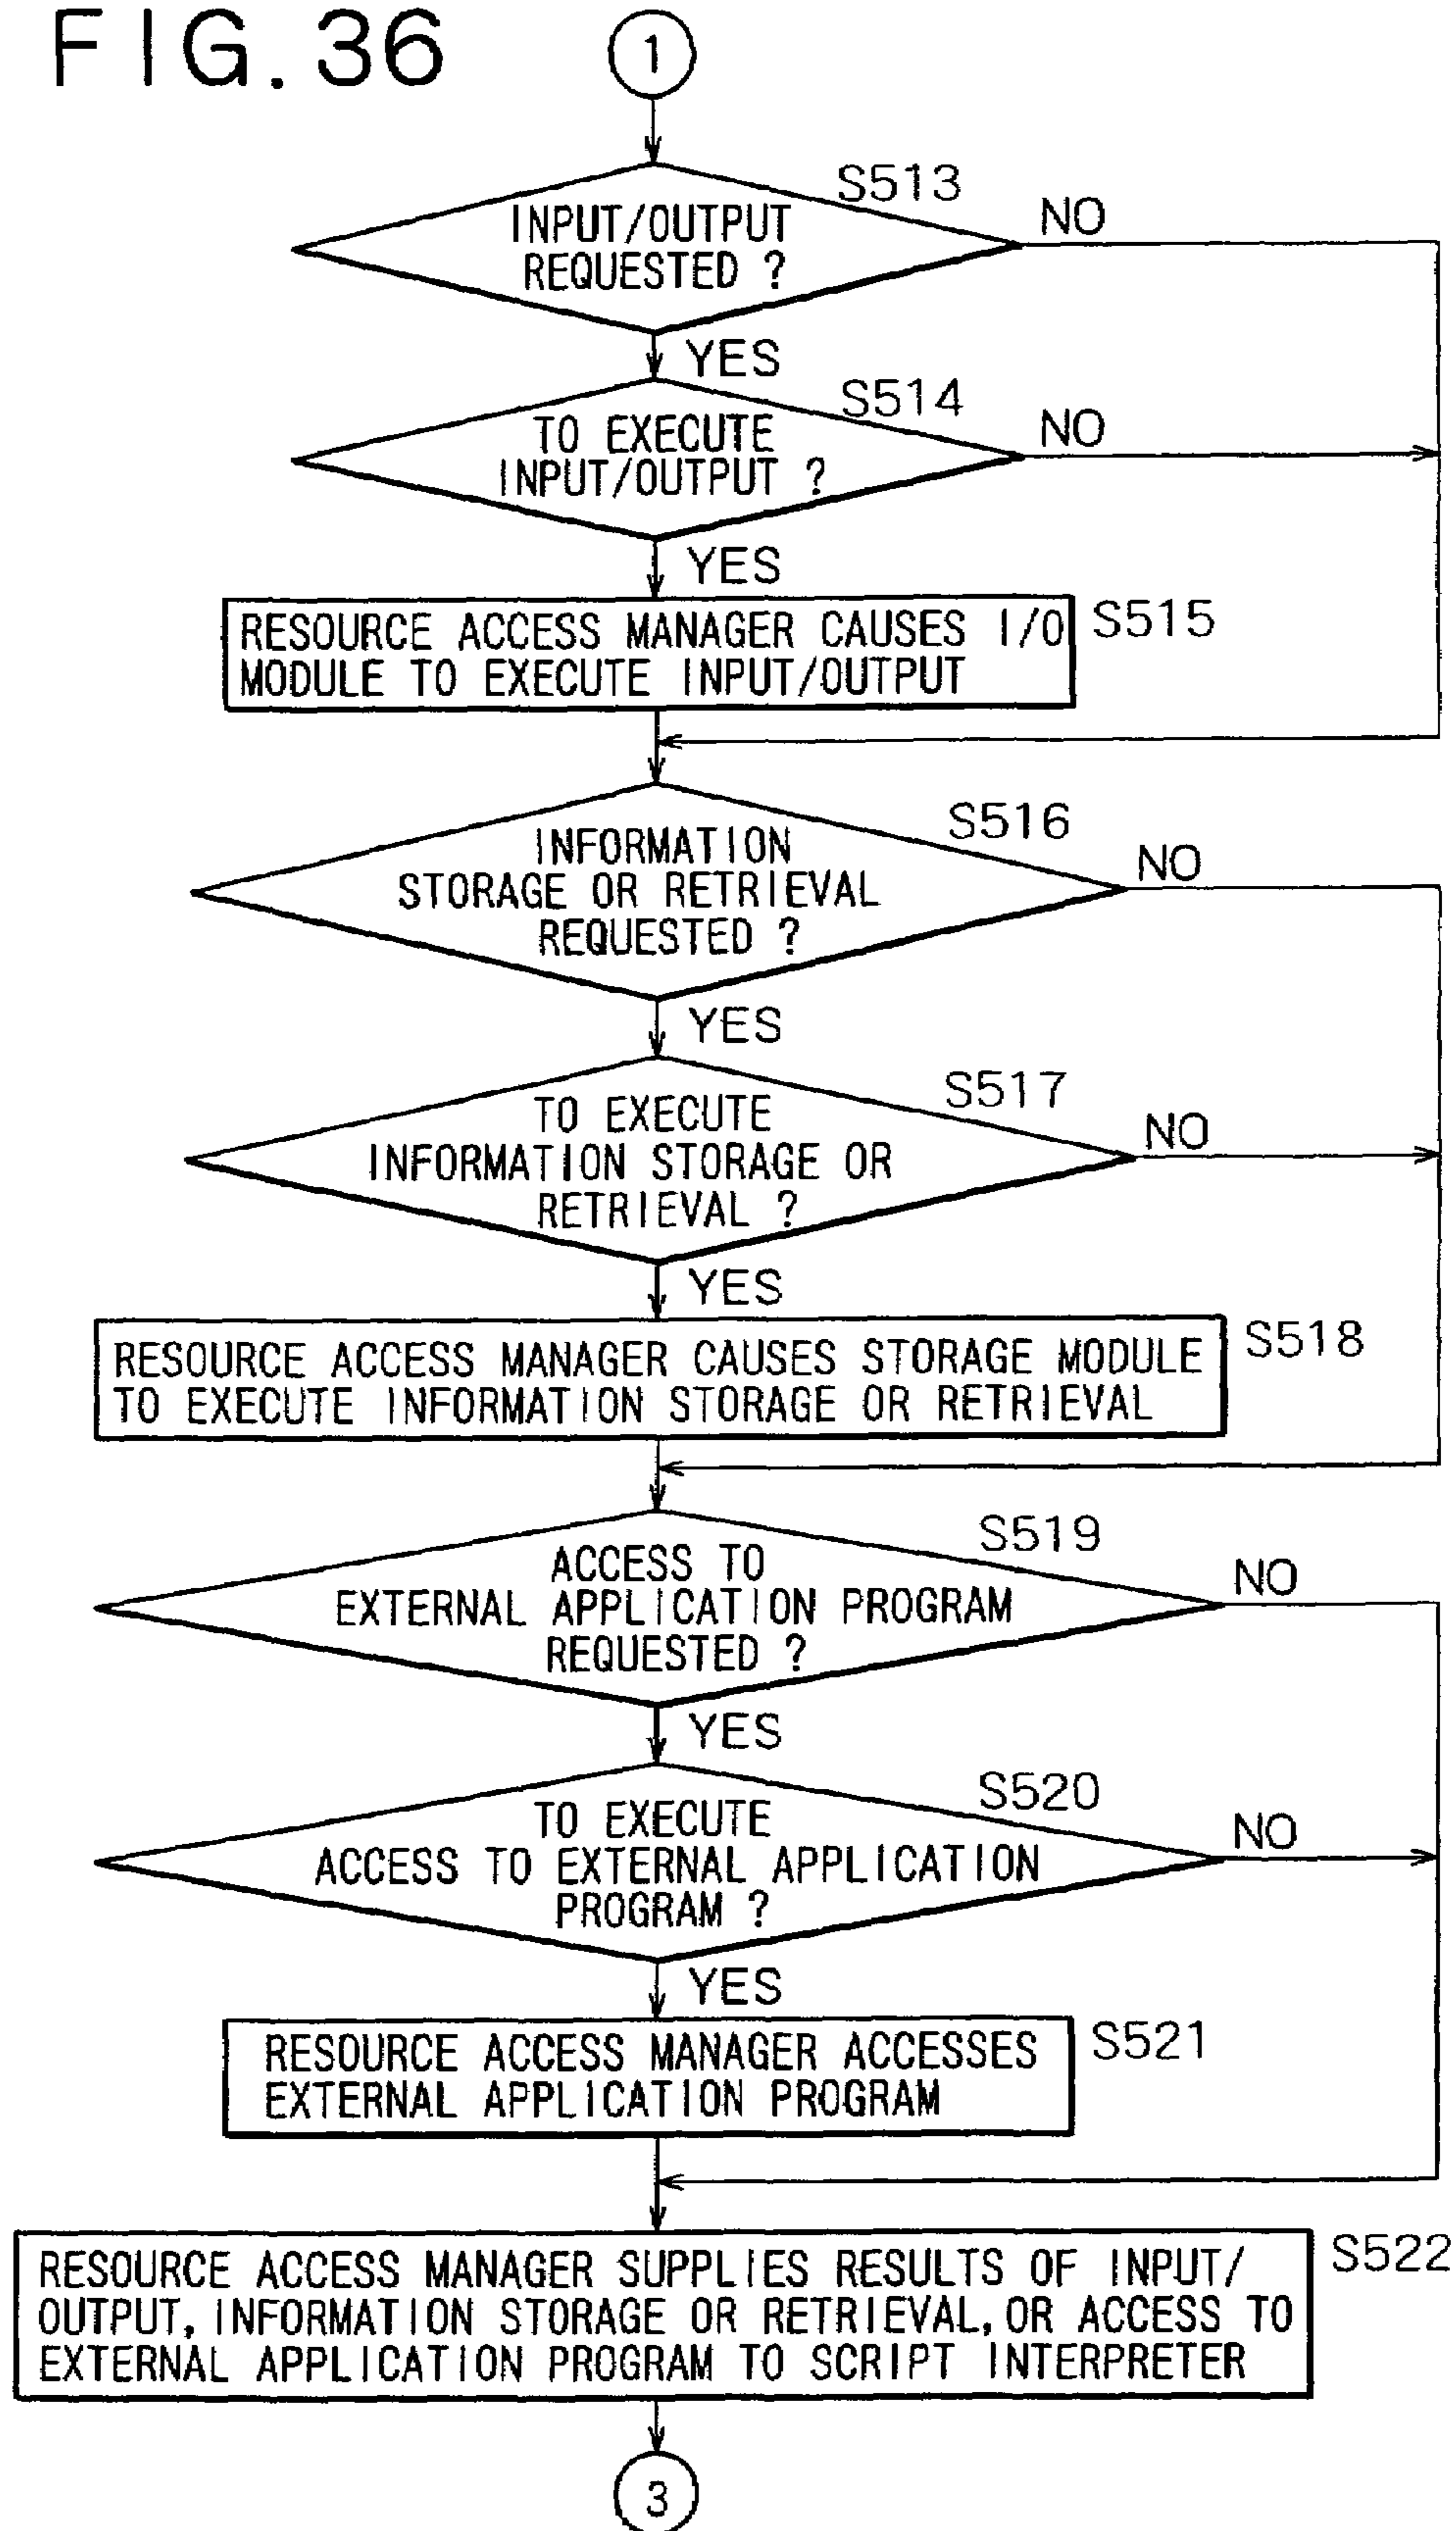 FIG. 36
1
S513
INPUT/OUTPUT
REQUESTED ?
NO
YES
S514
TO EXECUTE
INPUT/OUTPUT ?
NO
YES
RESOURCE ACCESS MANAGER CAUSES I/O
MODULE TO EXECUTE INPUT/OUTPUT
S515
S516
INFORMATION
STORAGE OR RETRIEVAL
REQUESTED ?
NO
YES
S517
TO EXECUTE
INFORMATION STORAGE OR
RETRIEVAL ?
NO
YES
RESOURCE ACCESS MANAGER CAUSES STORAGE MODULE
TO EXECUTE INFORMATION STORAGE OR RETRIEVAL
S518
S519
ACCESS TO
EXTERNAL APPLICATION PROGRAM
REQUESTED ?
NO
YES
S520
TO EXECUTE
ACCESS TO EXTERNAL APPLICATION
PROGRAM ?
NO
YES
RESOURCE ACCESS MANAGER ACCESSES
EXTERNAL APPLICATION PROGRAM
S521
RESOURCE ACCESS MANAGER SUPPLIES RESULTS OF INPUT/
OUTPUT, INFORMATION STORAGE OR RETRIEVAL, OR ACCESS TO
EXTERNAL APPLICATION PROGRAM TO SCRIPT INTERPRETER
S522
3